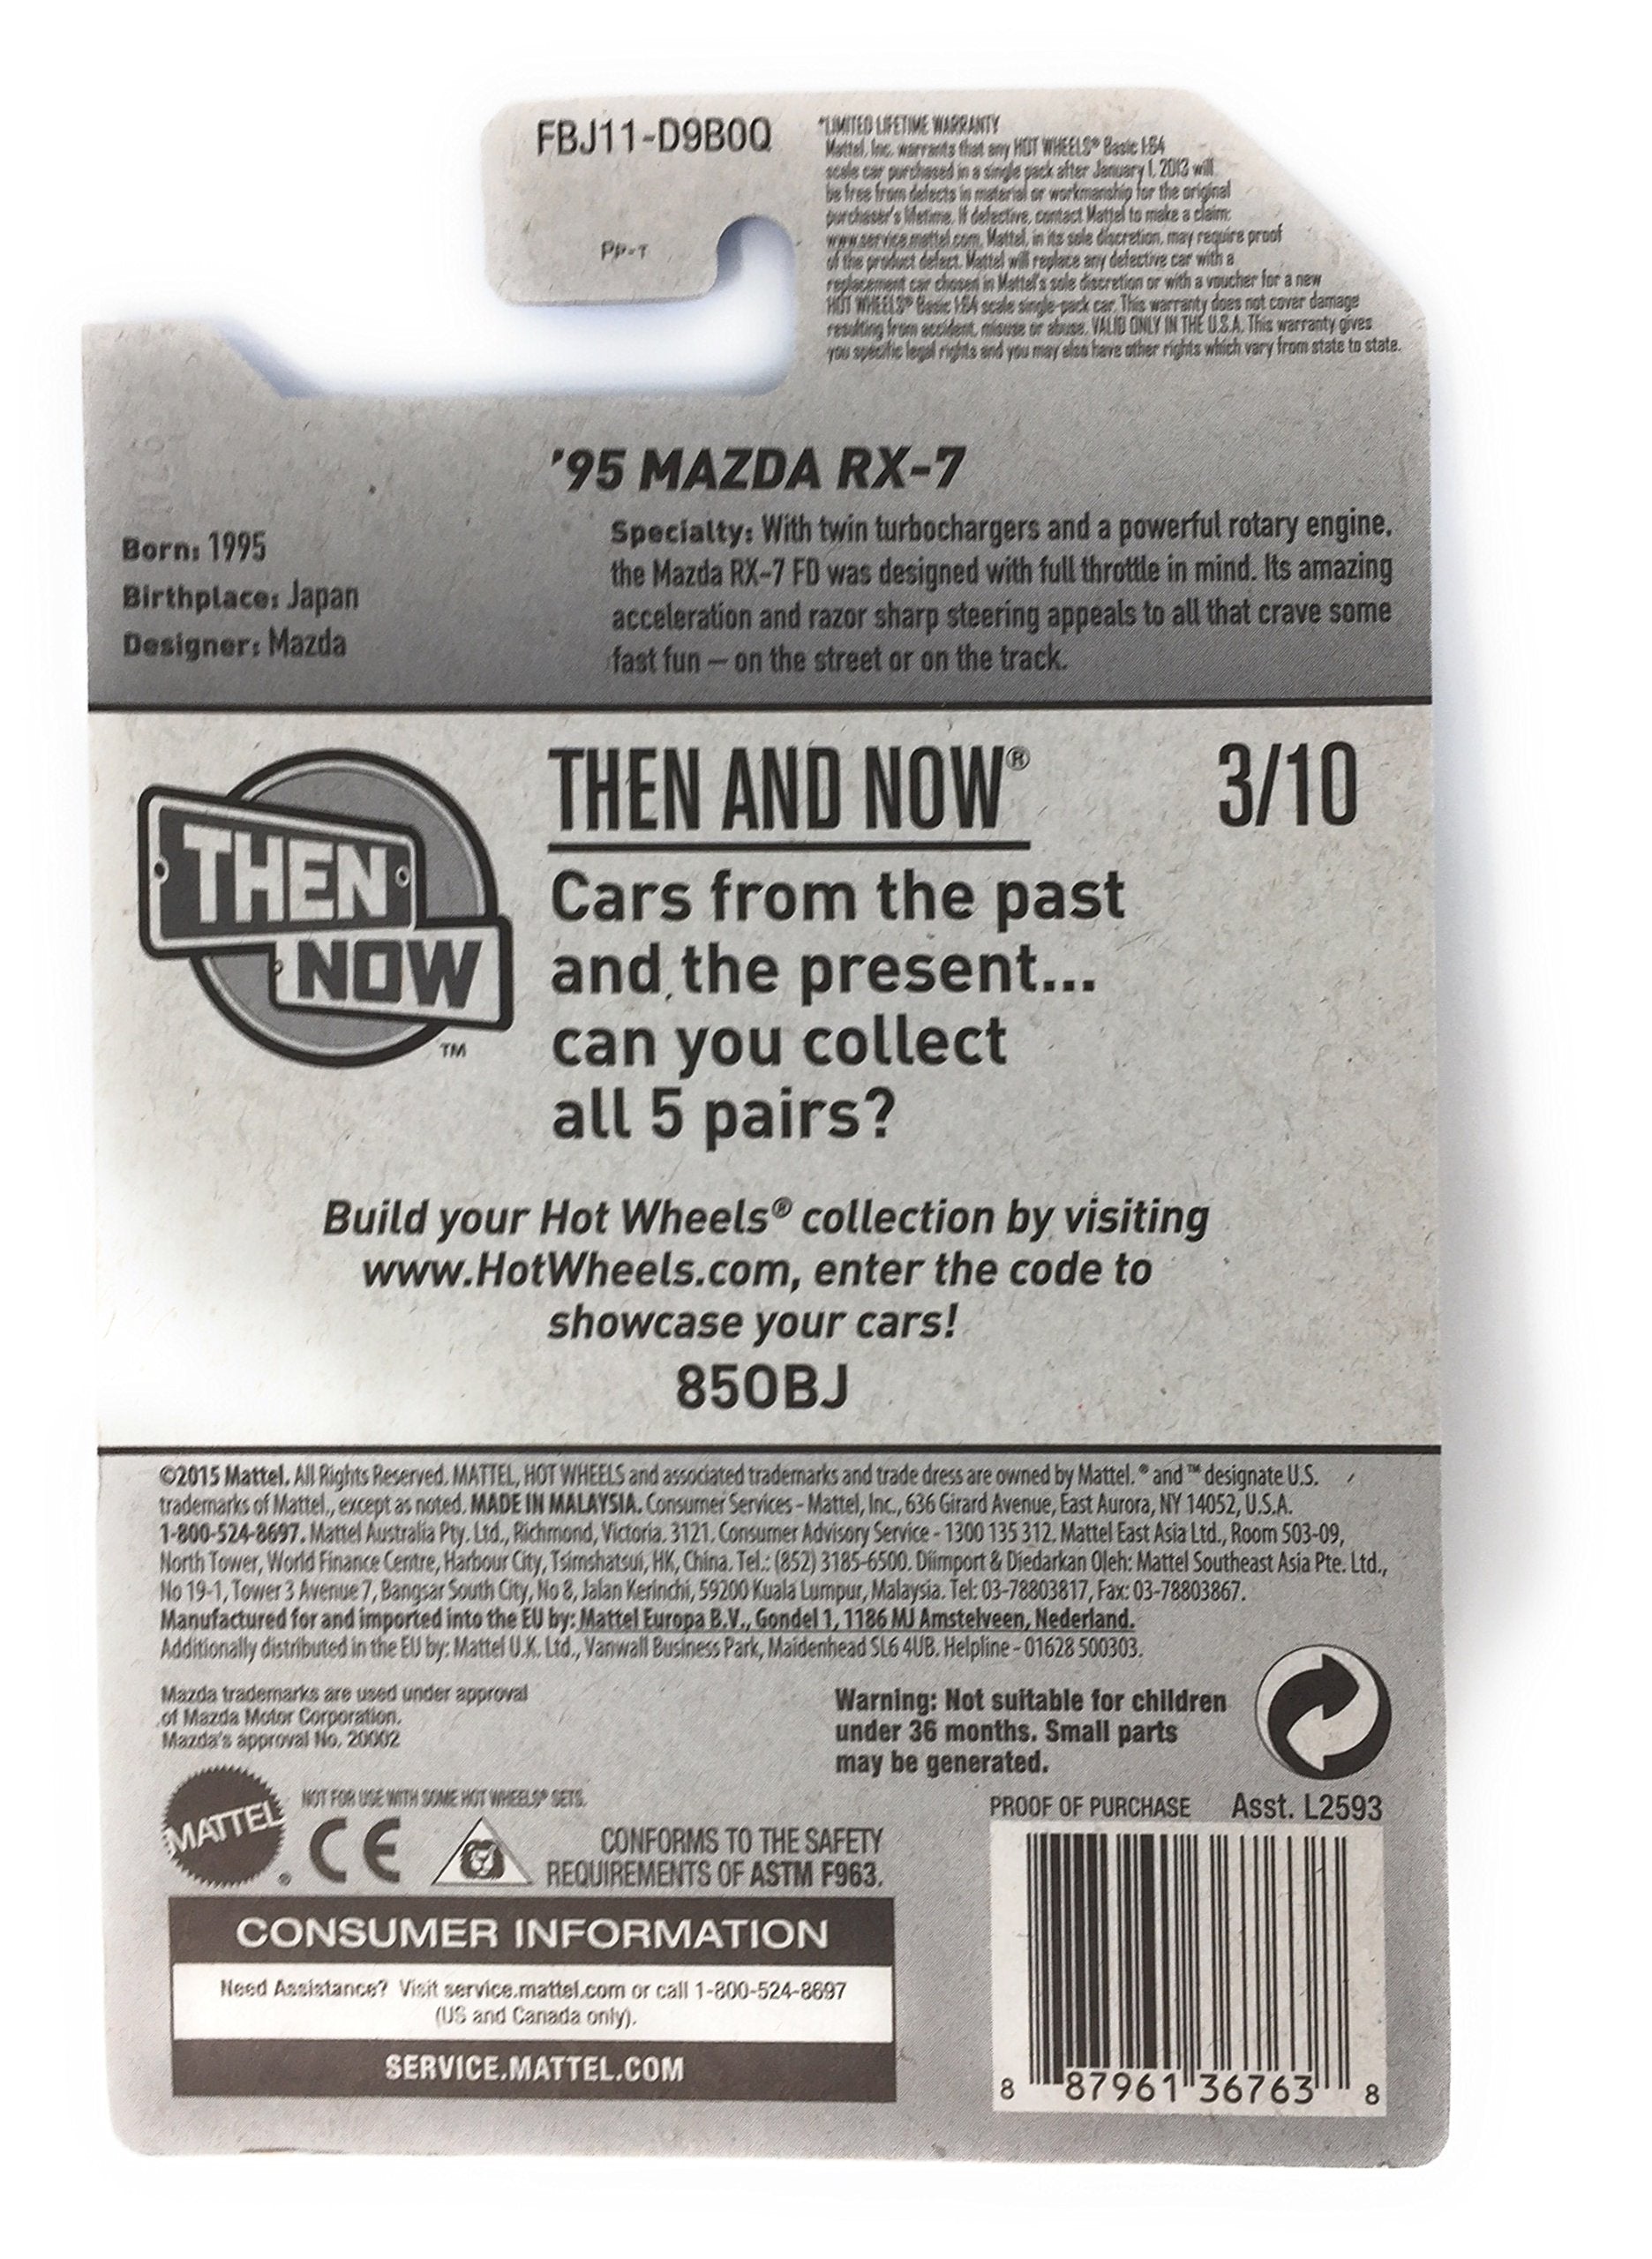 FBJ11-D9B0Q
PP-T
*LIMITED LIFETIME WARRANTY
Mattel, Inc. warrants that any HOT WHEELS® Basic 1:64
scale car purchased in a single pack after January 1, 2013 will
be free from defects in material or workmanship for the original
purchaser's lifetime. If defective, contact Mattel to make a claim:
www.service.mattel.com. Mattel, in its sole discretion, may require proof
of the product defect. Mattel will replace any defective car with a
replacement car chosen in Mattel's sole discretion or with a voucher for a new
HOT WHEELS® Basic 1:64 scale single-pack car. This warranty does not cover damage
resulting from accident, misuse or abuse. VALID ONLY IN THE U.S.A. This warranty gives
you specific legal rights and you may also have other rights which vary from state to state.
'95 MAZDA RX-7
Born: 1995
Birthplace: Japan
Designer: Mazda
Specialty: With twin turbochargers and a powerful rotary engine,
the Mazda RX-7 FD was designed with full throttle in mind. Its amazing
acceleration and razor sharp steering appeals to all that crave some
fast fun – on the street or on the track.
THEN
NOW
TM
THEN AND NOW® 3/10
Cars from the past
and the present...
can you collect
all 5 pairs?
Build your Hot Wheels® collection by visiting
www.HotWheels.com, enter the code to
showcase your cars!
850BJ
©2015 Mattel. All Rights Reserved. MATTEL, HOT WHEELS and associated trademarks and trade dress are owned by Mattel. ® and ™ designate U.S.
trademarks of Mattel., except as noted. MADE IN MALAYSIA. Consumer Services - Mattel, Inc., 636 Girard Avenue, East Aurora, NY 14052, U.S.A.
1-800-524-8697. Mattel Australia Pty. Ltd., Richmond, Victoria. 3121. Consumer Advisory Service - 1300 135 312. Mattel East Asia Ltd., Room 503-09,
North Tower, World Finance Centre, Harbour City, Tsimshatsui, HK, China. Tel.: (852) 3185-6500. Diimport & Diedarkan Oleh: Mattel Southeast Asia Pte. Ltd.,
No 19-1, Tower 3 Avenue 7, Bangsar South City, No 8, Jalan Kerinchi, 59200 Kuala Lumpur, Malaysia. Tel: 03-78803817, Fax: 03-78803867.
Manufactured for and imported into the EU by: Mattel Europa B.V., Gondel 1, 1186 MJ Amstelveen, Nederland.
Additionally distributed in the EU by: Mattel U.K. Ltd., Vanwall Business Park, Maidenhead SL6 4UB. Helpline - 01628 500303.
Mazda trademarks are used under approval
of Mazda Motor Corporation.
Mazda's approval No. 20002
Warning: Not suitable for children
under 36 months. Small parts
may be generated.
MATTEL®
NOT FOR USE WITH SOME HOT WHEELS® SETS.
CE
CONFORMS TO THE SAFETY
REQUIREMENTS OF ASTM F963.
PROOF OF PURCHASE Asst. L2593
CONSUMER INFORMATION
Need Assistance? Visit service.mattel.com or call 1-800-524-8697
(US and Canada only).
SERVICE.MATTEL.COM
8 87961 36763 8